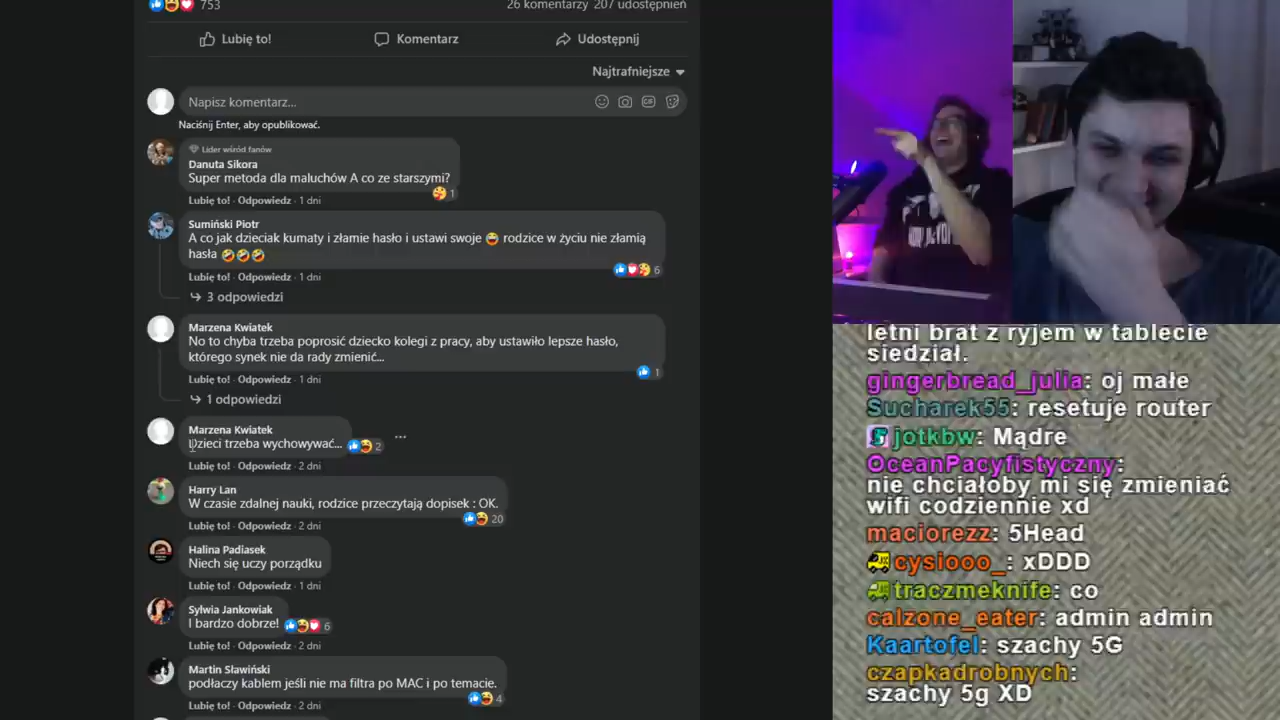 753
26 komentarzy 207 udostępnień
Lubię to!
Komentarz
Udostępnij
Najtrafniejsze
Napisz komentarz...
GIF
Naciśnij Enter, aby opublikować.
Lider wśród fanów
Danuta Sikora
Super metoda dla maluchów A co ze starszymi?
1
Lubię to! · Odpowiedz · 1 dni
Sumiński Piotr
A co jak dzieciak kumaty i złamie hasło i ustawi swoje 😂 rodzice w życiu nie złamią
hasła 🤣🤣🤣
6
Lubię to! · Odpowiedz · 1 dni
3 odpowiedzi
Marzena Kwiatek
No to chyba trzeba poprosić dziecko kolegi z pracy, aby ustawiło lepsze hasło,
którego synek nie da rady zmienić...
1
Lubię to! · Odpowiedz · 1 dni
1 odpowiedzi
Marzena Kwiatek
Dzieci trzeba wychowywać...
2
Lubię to! · Odpowiedz · 2 dni
Harry Lan
W czasie zdalnej nauki, rodzice przeczytają dopisek : OK.
20
Lubię to! · Odpowiedz · 2 dni
Halina Padiasek
Niech się uczy porządku
Lubię to! · Odpowiedz · 1 dni
Sylwia Jankowiak
I bardzo dobrze!
6
Lubię to! · Odpowiedz · 2 dni
Martin Sławiński
podłaczy kablem jeśli nie ma filtra po MAC i po temacie.
4
Lubię to! · Odpowiedz · 2 dni
letni brat z ryjem w tablecie
siedział.
gingerbread_julia: oj małe
Sucharek55: resetuje router
jotkbw: Mądre
OceanPacyfistyczny:
nie chciałoby mi się zmieniać
wifi codziennie xd
maciorezz: 5Head
cysiooo_: xDDD
traczmeknife: co
calzone_eater: admin admin
Kaartofel: szachy 5G
czapkadrobnych:
szachy 5g XD